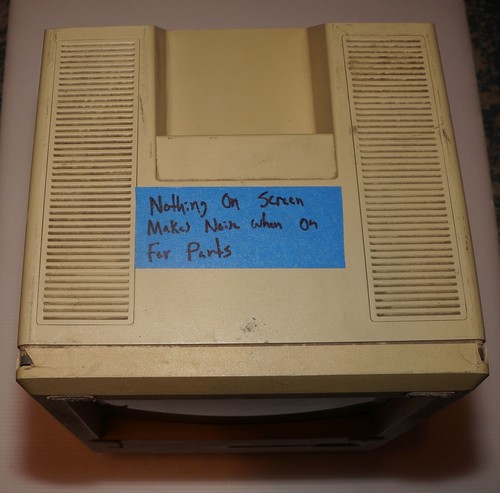 Nothing On Screen
Makes Noise when on
For Parts